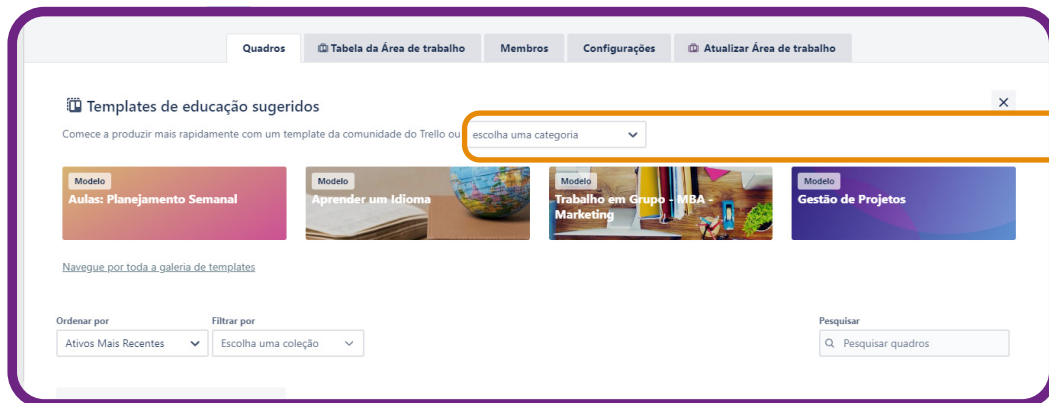 Quadros
Tabela da Área de trabalho
Membros
Configurações
Atualizar Área de trabalho
Templates de educação sugeridos
Comece a produzir mais rapidamente com um template da comunidade do Trello ou
escolha uma categoria
Modelo
Aulas: Planejamento Semanal
Modelo
Aprender um Idioma
Modelo
Trabalho em Grupo - MBA -
Marketing
Modelo
Gestão de Projetos
Navegue por toda a galeria de templates
Ordenar por
Filtrar por
Pesquisar
Ativos Mais Recentes
Escolha uma coleção
Pesquisar quadros